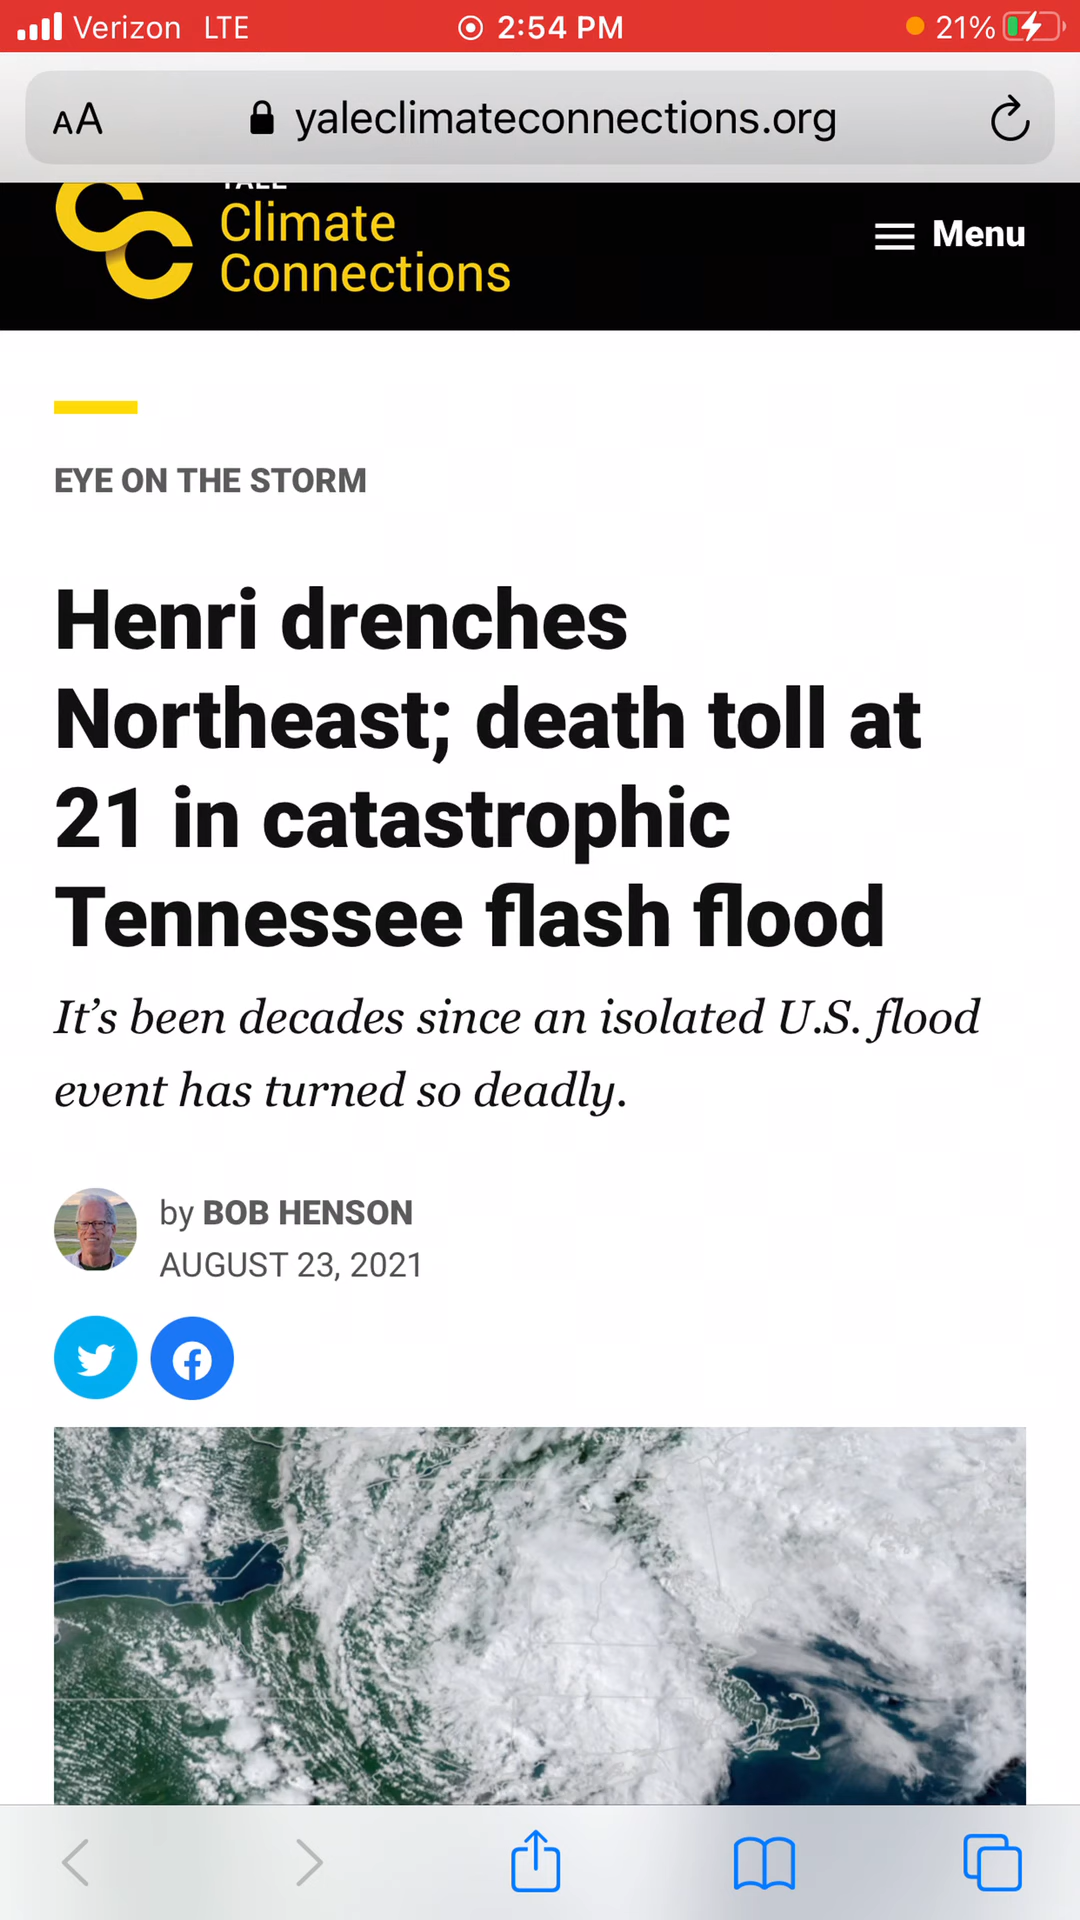 Verizon LTE 2:54 PM 21%
AA yaleclimateconnections.org
YALE
Climate
Connections
Menu
EYE ON THE STORM
Henri drenches
Northeast; death toll at
21 in catastrophic
Tennessee flash flood
It’s been decades since an isolated U.S. flood
event has turned so deadly.
by BOB HENSON
AUGUST 23, 2021